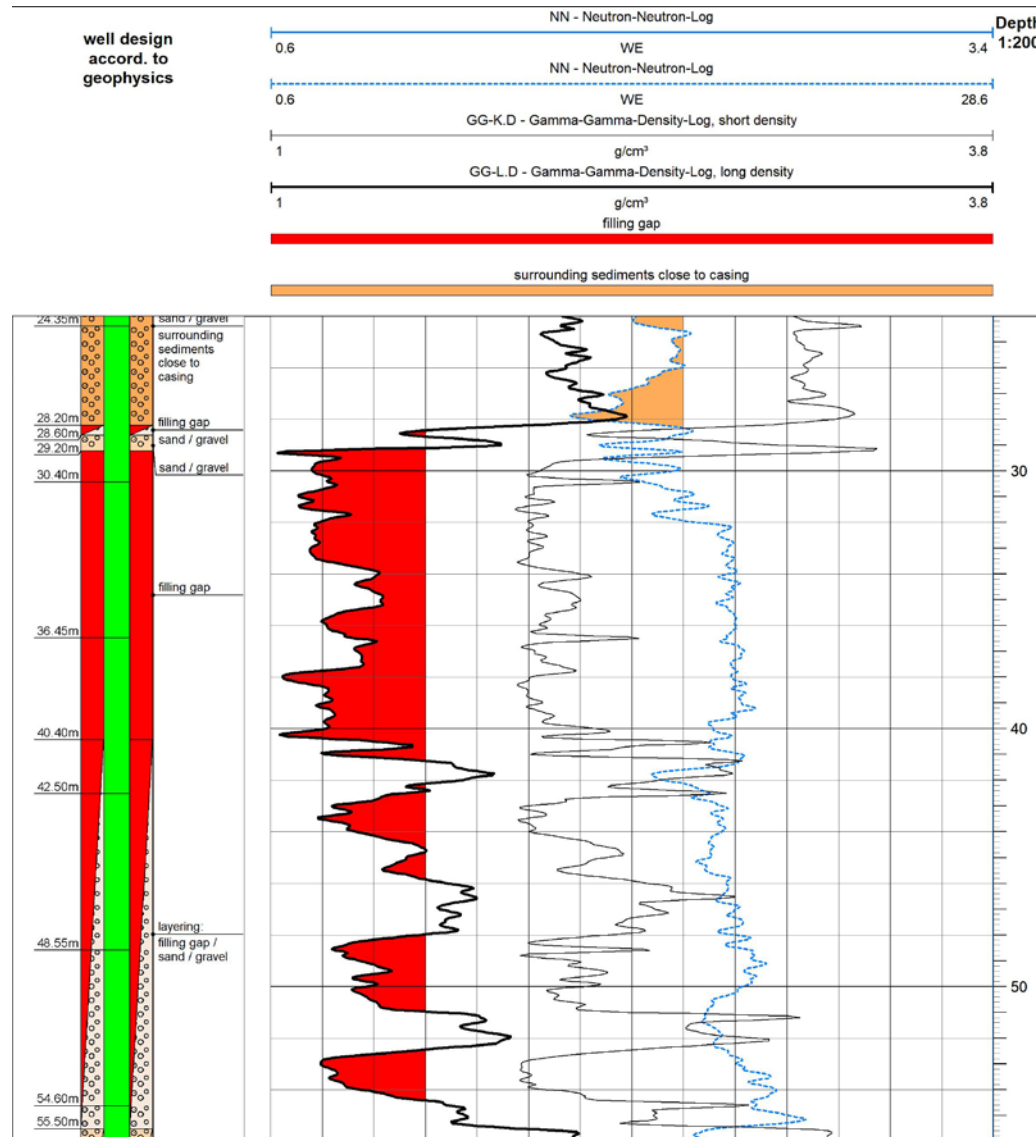 well design
accord. to
geophysics
NN - Neutron-Neutron-Log
0.6 WE 3.4
NN - Neutron-Neutron-Log
0.6 WE 28.6
GG-K.D - Gamma-Gamma-Density-Log, short density
1 g/cm³ 3.8
GG-L.D - Gamma-Gamma-Density-Log, long density
1 g/cm³ 3.8
filling gap
surrounding sediments close to casing
Depth
1:200
24.35m
28.20m
28.60m
29.20m
30.40m
36.45m
40.40m
42.50m
48.55m
54.60m
55.50m
sand / gravel
surrounding
sediments
close to
casing
filling gap
sand / gravel
sand / gravel
filling gap
layering:
filling gap /
sand / gravel
30
40
50